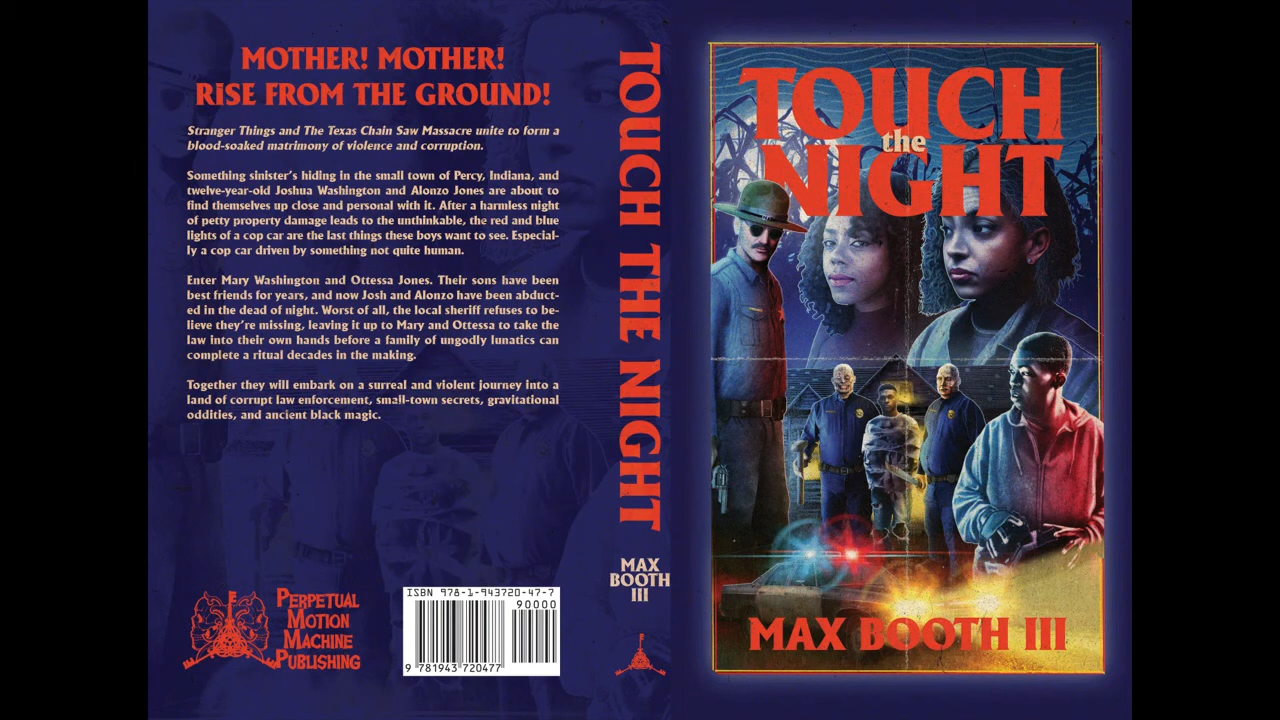 MOTHER! MOTHER!
RISE FROM THE GROUND!
Stranger Things and The Texas Chain Saw Massacre unite to form a
blood-soaked matrimony of violence and corruption.
Something sinister's hiding in the small town of Percy, Indiana, and
twelve-year-old Joshua Washington and Alonzo Jones are about to
find themselves up close and personal with it. After a harmless night
of petty property damage leads to the unthinkable, the red and blue
lights of a cop car are the last things these boys want to see. Especial-
ly a cop car driven by something not quite human.
Enter Mary Washington and Ottessa Jones. Their sons have been
best friends for years, and now Josh and Alonzo have been abduct-
ed in the dead of night. Worst of all, the local sheriff refuses to be-
lieve they're missing, leaving it up to Mary and Ottessa to take the
law into their own hands before a family of ungodly lunatics can
complete a ritual decades in the making.
Together they will embark on a surreal and violent journey into a
land of corrupt law enforcement, small-town secrets, gravitational
oddities, and ancient black magic.
PERPETUAL
MOTION
MACHINE
PUBLISHING
ISBN 978-1-943720-47-7
90000
9 781943 720477
TOUCH THE NIGHT
MAX
BOOTH
III
TOUCH
the
NIGHT
MAX BOOTH III